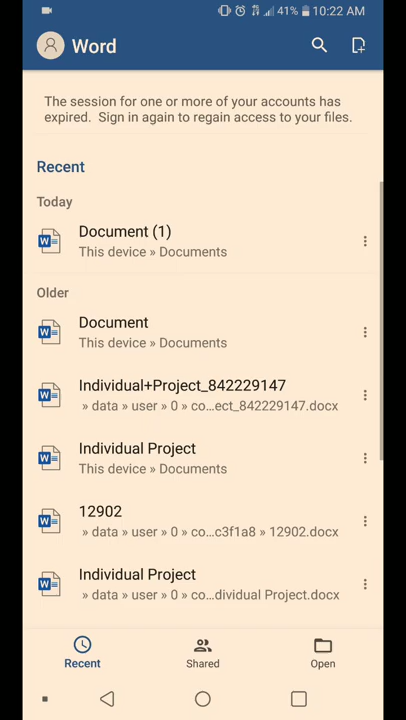 41% 10:22 AM
Word
The session for one or more of your accounts has
expired. Sign in again to regain access to your files.
Recent
Today
Document (1)
This device » Documents
Older
Document
This device » Documents
Individual+Project_842229147
» data » user » 0 » co...ect_842229147.docx
Individual Project
This device » Documents
12902
» data » user » 0 » co...c3f1a8 » 12902.docx
Individual Project
» data » user » 0 » co...dividual Project.docx
Recent Shared Open